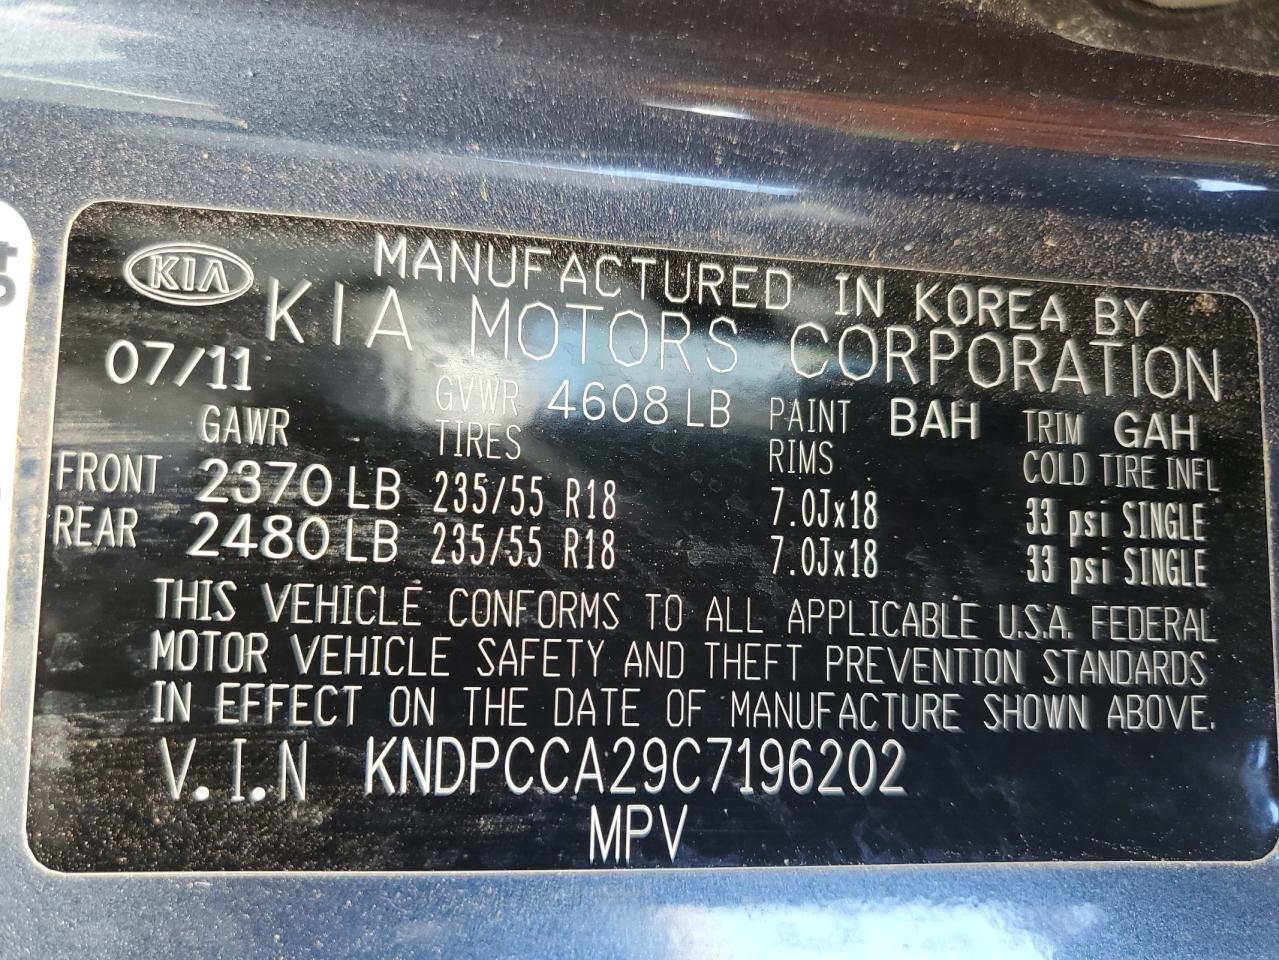 KIA
MANUFACTURED IN KOREA BY
KIA MOTORS CORPORATION
07/11
GVWR 4608 LB PAINT BAH TRIM GAH
GAWR TIRES RIMS COLD TIRE INFL
FRONT 2370 LB 235/55 R18 7.0Jx18 33 psi SINGLE
REAR 2480 LB 235/55 R18 7.0Jx18 33 psi SINGLE
THIS VEHICLE CONFORMS TO ALL APPLICABLE U.S.A. FEDERAL
MOTOR VEHICLE SAFETY AND THEFT PREVENTION STANDARDS
IN EFFECT ON THE DATE OF MANUFACTURE SHOWN ABOVE.
V.I.N KNDPCCA29C7196202
MPV